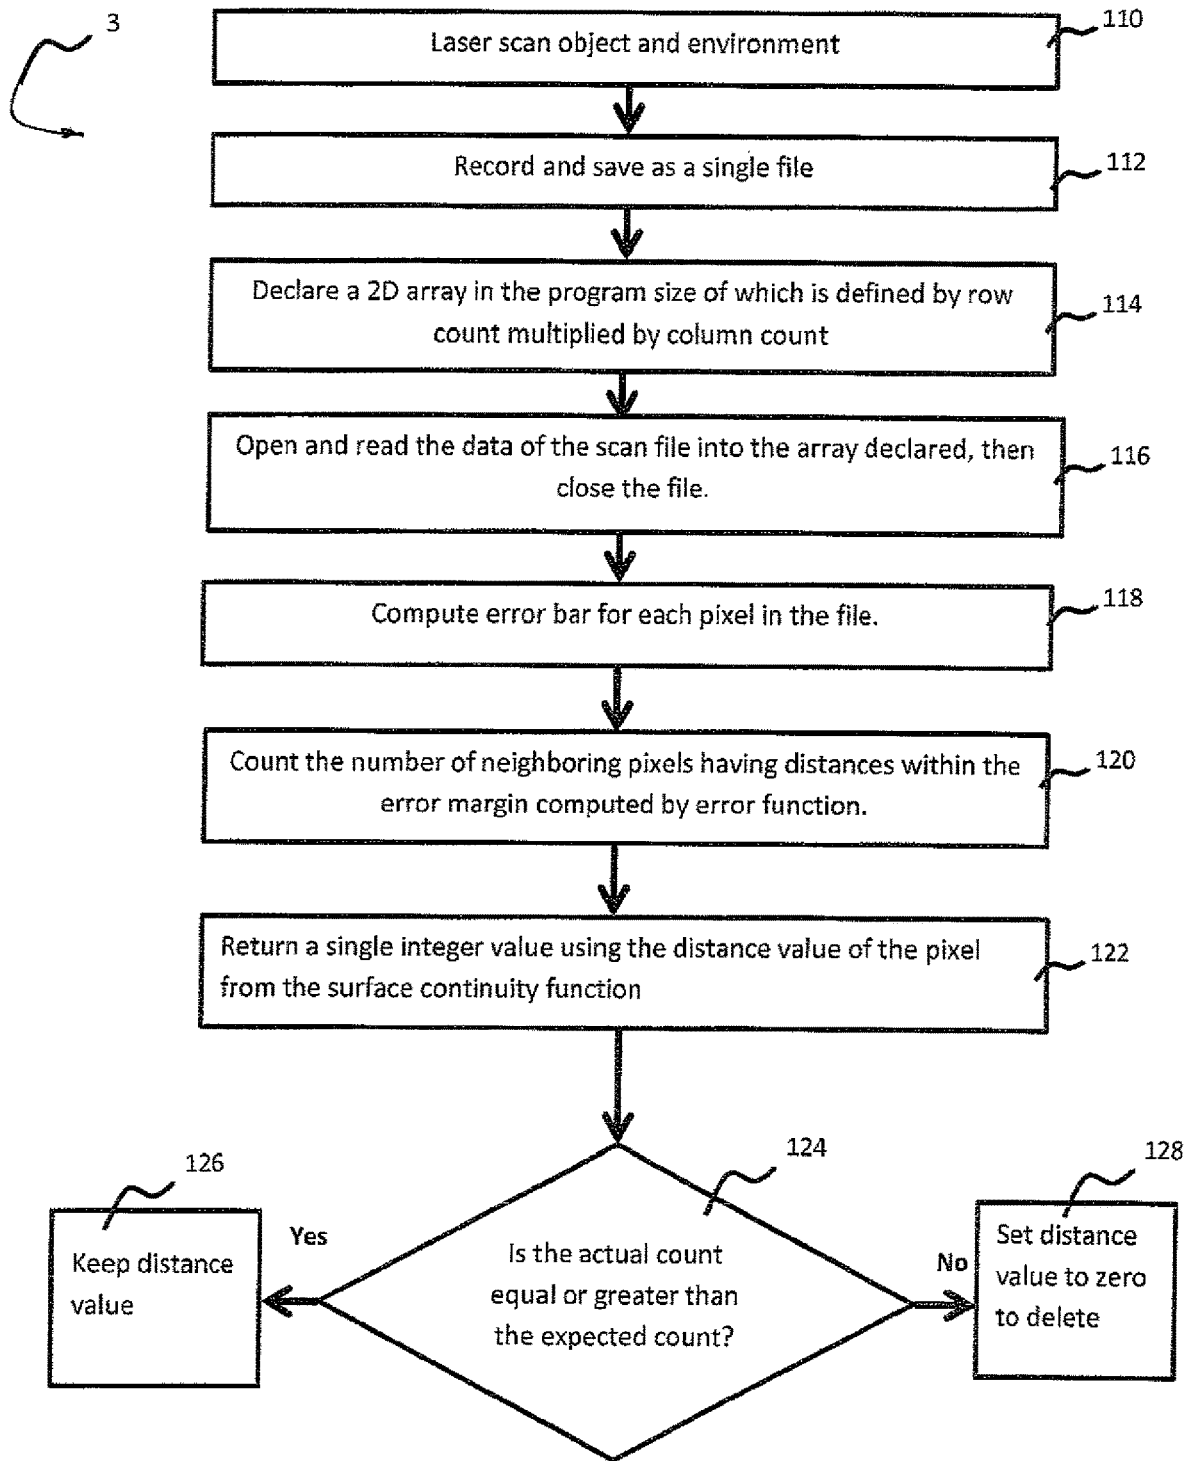 3
110
Laser scan object and environment
112
Record and save as a single file
114
Declare a 2D array in the program size of which is defined by row
count multiplied by column count
116
Open and read the data of the scan file into the array declared, then
close the file.
118
Compute error bar for each pixel in the file.
120
Count the number of neighboring pixels having distances within the
error margin computed by error function.
122
Return a single integer value using the distance value of the pixel
from the surface continuity function
124
126
128
Yes
Keep distance
value
Is the actual count
equal or greater than
the expected count?
No
Set distance
value to zero
to delete